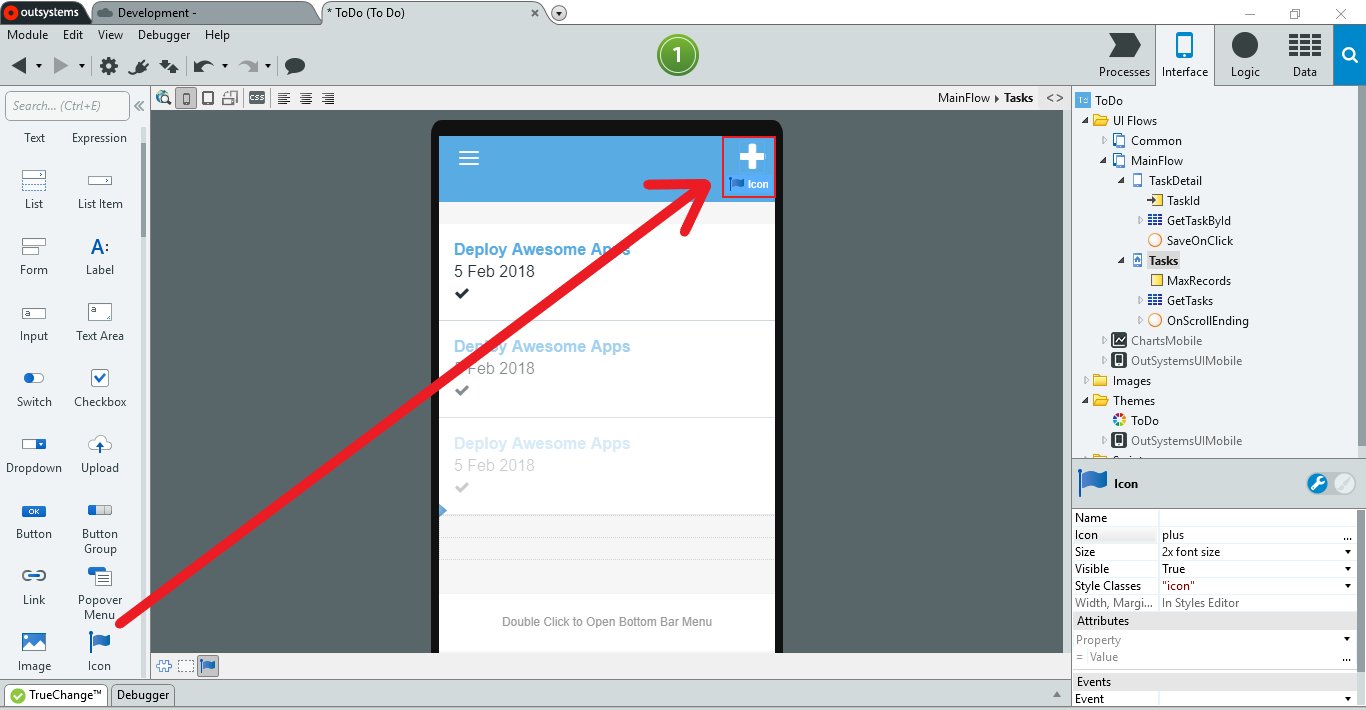 outsystems
Development -
* ToDo (To Do)
Module Edit View Debugger Help
1
Processes Interface Logic Data
Search... (Ctrl+E)
CSS
MainFlow Tasks
Text Expression
List List Item
Form Label
A:
Input Text Area
a a
Switch Checkbox
Dropdown Upload
OK
Button Button Group
Link Popover Menu
Image Icon
Icon
Deploy Awesome Apps
5 Feb 2018
Deploy Awesome Apps
5 Feb 2018
Deploy Awesome Apps
5 Feb 2018
Double Click to Open Bottom Bar Menu
To ToDo
UI Flows
Common
MainFlow
TaskDetail
TaskId
GetTaskById
SaveOnClick
Tasks
MaxRecords
GetTasks
OnScrollEnding
ChartsMobile
OutSystemsUIMobile
Images
Themes
ToDo
OutSystemsUIMobile
Icon
Name
Icon plus ...
Size 2x font size
Visible True
Style Classes "icon"
Width, Margi... In Styles Editor
Attributes
Property
= Value ...
Events
Event
TrueChange™ Debugger